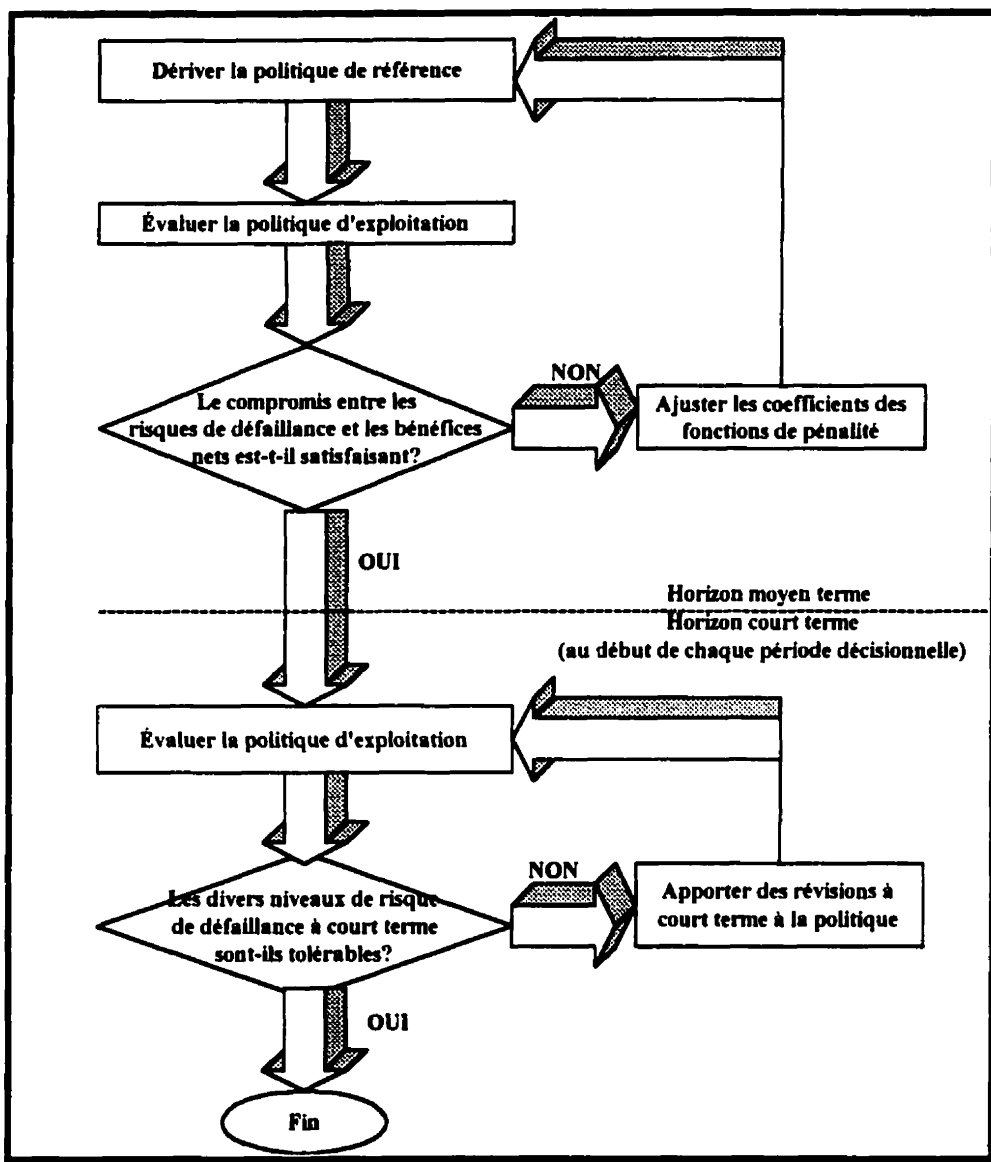 Dériver la politique de référence
Évaluer la politique d'exploitation
NON
Le compromis entre les
risques de défaillance et les bénéfices
nets est-t-il satisfaisant?
Ajuster les coefficients des
fonctions de pénalité
OUI
Horizon moyen terme
Horizon court terme
(au début de chaque période décisionnelle)
Évaluer la politique d'exploitation
NON
Les divers niveaux de risque
de défaillance à court terme
sont-ils tolérables?
Apporter des révisions à
court terme à la politique
OUI
Fin